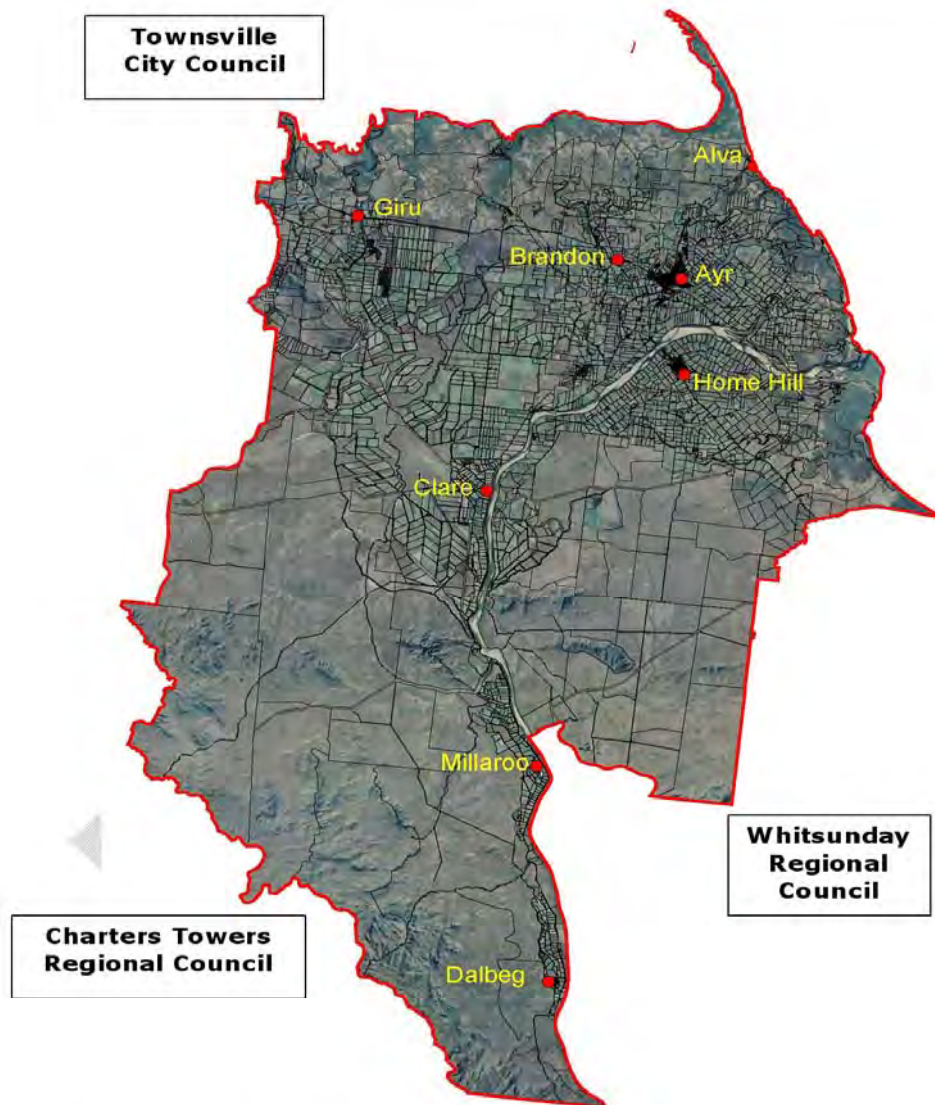 Townsville
City Council
Alva
Giru
Brandon
Ayr
Home Hill
Clare
Millaroo
Whitsunday
Regional
Council
Charters Towers
Regional Council
Dalbeg